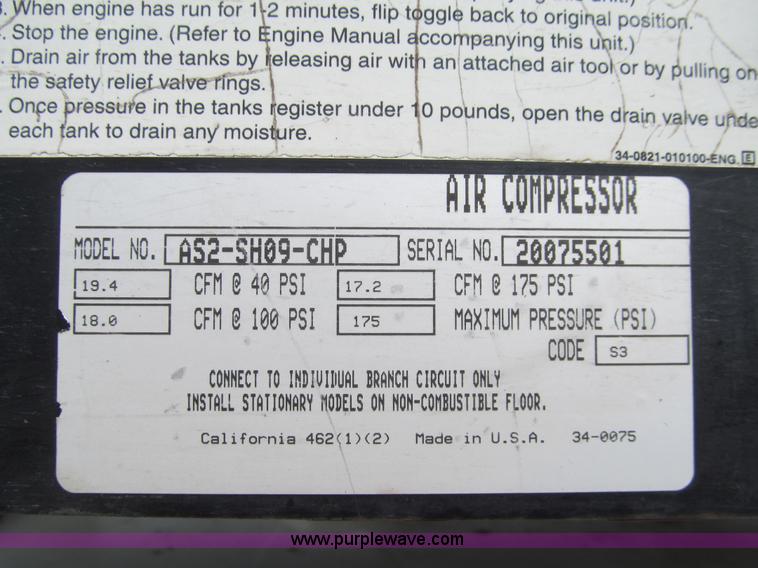 . When engine has run for 1-2 minutes, flip toggle back to original position.
. Stop the engine. (Refer to Engine Manual accompanying this unit.)
. Drain air from the tanks by releasing air with an attached air tool or by pulling on
the safety relief valve rings.
. Once pressure in the tanks register under 10 pounds, open the drain valve unde
each tank to drain any moisture.
34-0821-010100-ENG. E
AIR COMPRESSOR
MODEL NO. AS2-SH09-CHP SERIAL NO. 20075501
19.4 CFM @ 40 PSI 17.2 CFM @ 175 PSI
18.0 CFM @ 100 PSI 175 MAXIMUM PRESSURE (PSI)
CODE S3
CONNECT TO INDIVIDUAL BRANCH CIRCUIT ONLY
INSTALL STATIONARY MODELS ON NON-COMBUSTIBLE FLOOR.
California 462(1)(2) Made in U.S.A. 34-0075
www.purplewave.com